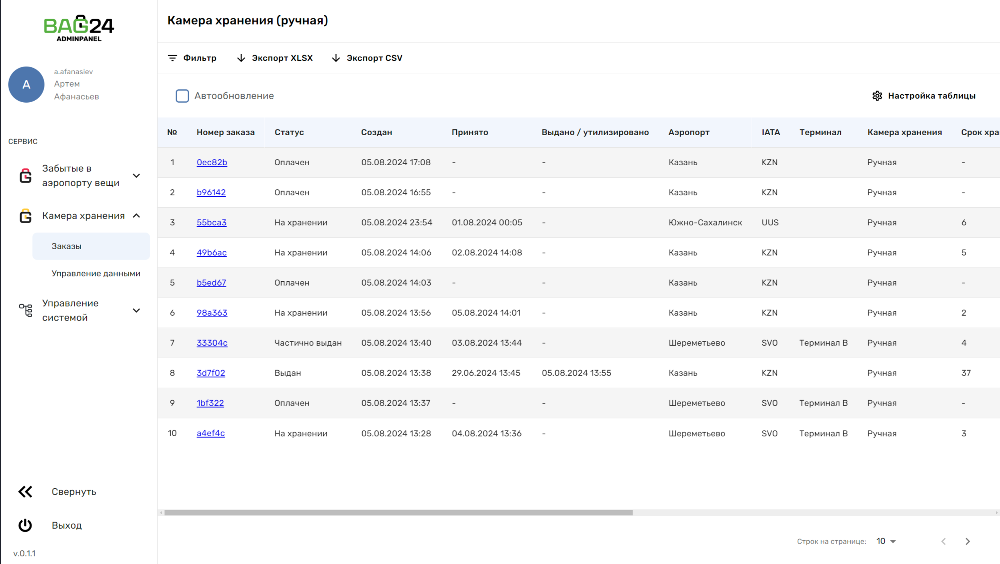 BAG24
ADMINPANEL
A
a.afanasiev
Артем
Афанасьев
СЕРВИС
Забытые в
аэропорту вещи
Камера хранения
Заказы
Управление данными
Управление
системой
Свернуть
Выход
v.0.1.1
Камера хранения (ручная)
Фильтр Экспорт XLSX Экспорт CSV
Автообновление Настройка таблицы
№ Номер заказа Статус Создан Принято Выдано / утилизировано Аэропорт IATA Терминал Камера хранения Срок хра
1 0ec82b Оплачен 05.08.2024 17:08 - - Казань KZN Ручная -
2 b96142 Оплачен 05.08.2024 16:55 - - Казань KZN Ручная -
3 55bca3 На хранении 05.08.2024 23:54 01.08.2024 00:05 - Южно-Сахалинск UUS Ручная 6
4 49b6ac На хранении 05.08.2024 14:06 02.08.2024 14:08 - Казань KZN Ручная 5
5 b5ed67 Оплачен 05.08.2024 14:03 - - Казань KZN Ручная -
6 98a363 На хранении 05.08.2024 13:56 05.08.2024 14:01 - Казань KZN Ручная 2
7 33304c Частично выдан 05.08.2024 13:40 03.08.2024 13:44 - Шереметьево SVO Терминал B Ручная 4
8 3d7f02 Выдан 05.08.2024 13:38 29.06.2024 13:45 05.08.2024 13:55 Казань KZN Ручная 37
9 1bf322 Оплачен 05.08.2024 13:37 - - Шереметьево SVO Терминал B Ручная -
10 a4ef4c На хранении 05.08.2024 13:28 04.08.2024 13:36 - Шереметьево SVO Терминал B Ручная 3
Строк на странице: 10